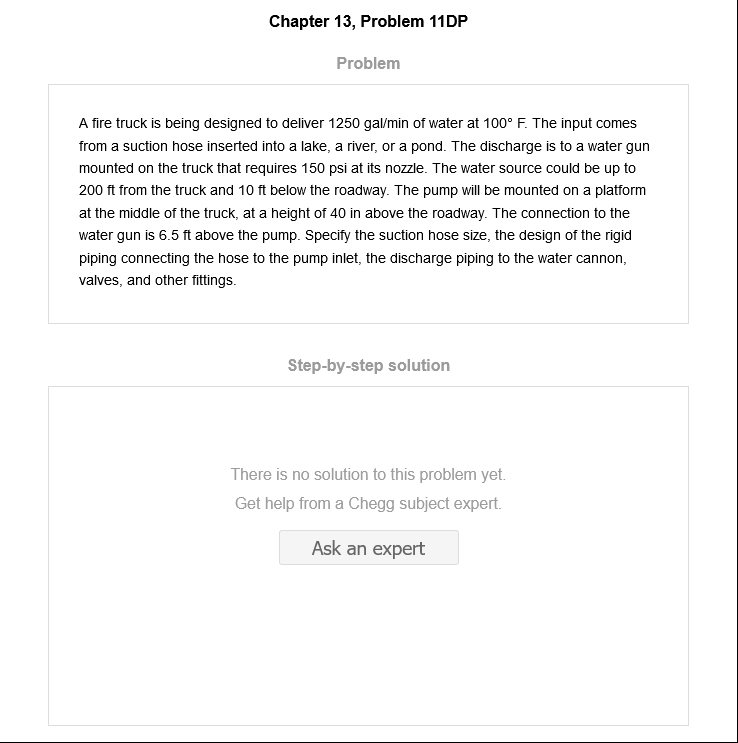 Chapter 13, Problem 11DP
Problem
A fire truck is being designed to deliver 1250 gal/min of water at 100° F. The input comes
from a suction hose inserted into a lake, a river, or a pond. The discharge is to a water gun
mounted on the truck that requires 150 psi at its nozzle. The water source could be up to
200 ft from the truck and 10 ft below the roadway. The pump will be mounted on a platform
at the middle of the truck, at a height of 40 in above the roadway. The connection to the
water gun is 6.5 ft above the pump. Specify the suction hose size, the design of the rigid
piping connecting the hose to the pump inlet, the discharge piping to the water cannon,
valves, and other fittings.
Step-by-step solution
There is no solution to this problem yet.
Get help from a Chegg subject expert.
Ask an expert